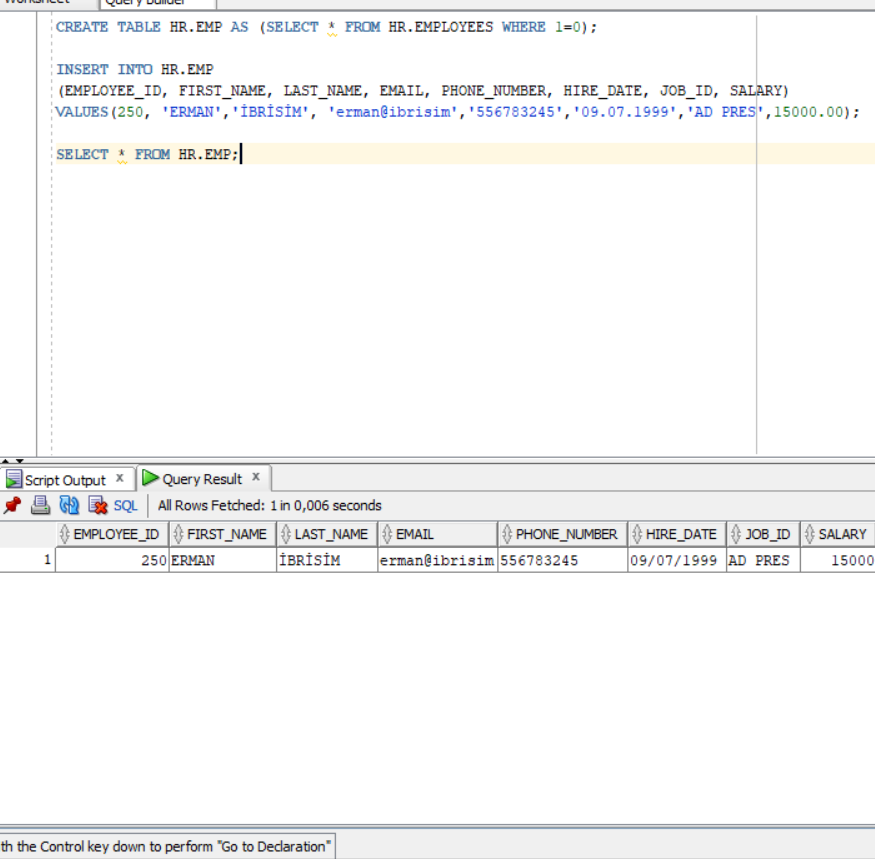 Worksheet Query Builder
CREATE TABLE HR.EMP AS (SELECT * FROM HR.EMPLOYEES WHERE 1=0);
INSERT INTO HR.EMP
(EMPLOYEE_ID, FIRST_NAME, LAST_NAME, EMAIL, PHONE_NUMBER, HIRE_DATE, JOB_ID, SALARY)
VALUES(250, 'ERMAN','İBRİSİM', 'erman@ibrisim','556783245','09.07.1999','AD PRES',15000.00);
SELECT * FROM HR.EMP;
Script Output x Query Result x
SQL All Rows Fetched: 1 in 0,006 seconds
EMPLOYEE_ID FIRST_NAME LAST_NAME EMAIL PHONE_NUMBER HIRE_DATE JOB_ID SALARY
1 250 ERMAN İBRİSİM erman@ibrisim 556783245 09/07/1999 AD PRES 15000
th the Control key down to perform "Go to Declaration"